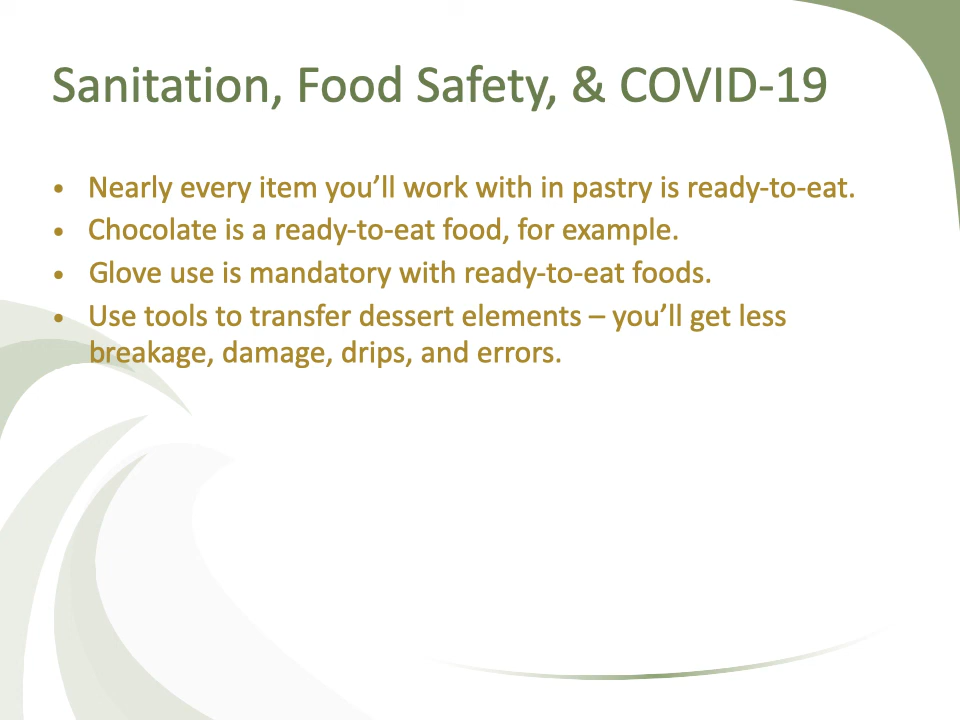 Sanitation, Food Safety, & COVID-19
• Nearly every item you’ll work with in pastry is ready-to-eat.
• Chocolate is a ready-to-eat food, for example.
• Glove use is mandatory with ready-to-eat foods.
• Use tools to transfer dessert elements – you’ll get less
breakage, damage, drips, and errors.